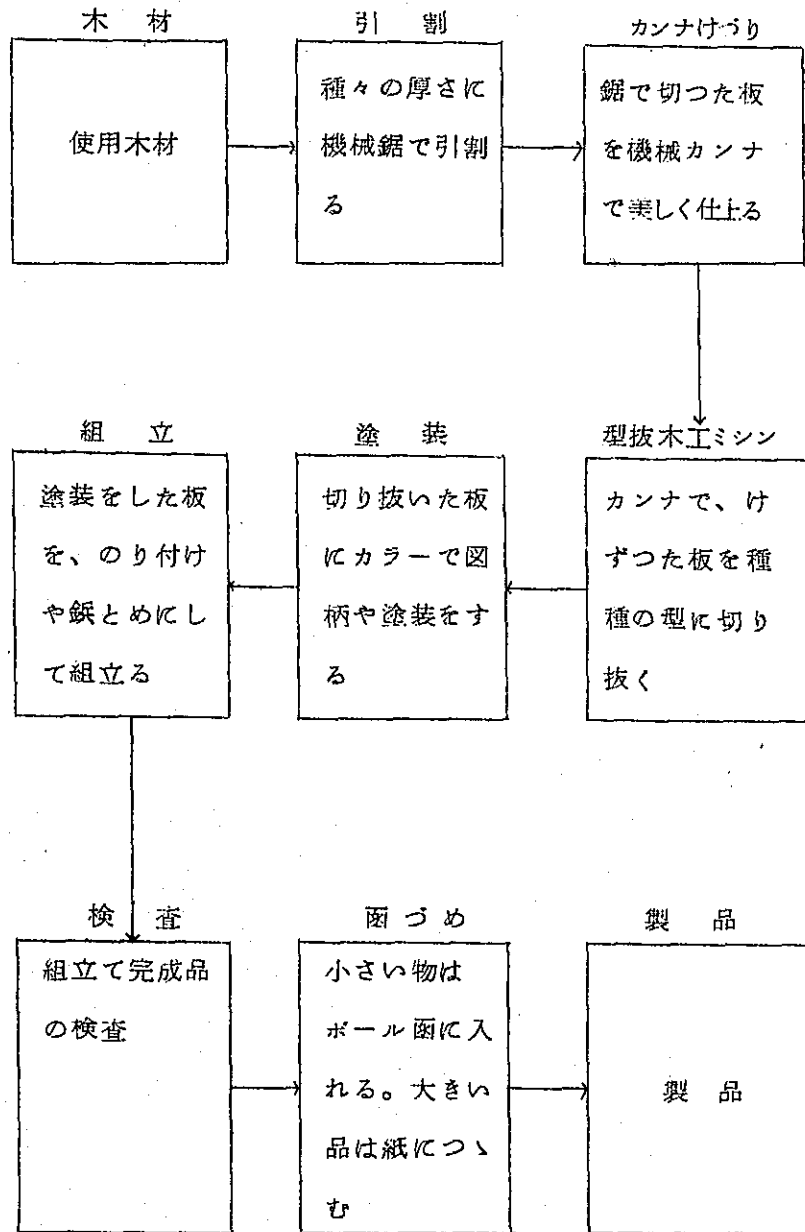 木材
使用木材
引割
種々の厚さに
機械鋸で引割
る
カンナけづり
鋸で切つた板
を機械カンナ
で美しく仕上る
型抜木工ミシン
カンナで、け
ずつた板を種
種の型に切り
抜く
塗装
切り抜いた板
にカラーで図
柄や塗装をす
る
組立
塗装をした板
を、のり付け
や鋲とめにし
て組立る
検査
組立て完成品
の検査
函づめ
小さい物は
ボール函に入
れる。大きい
品は紙につゝ
む
製品
製品